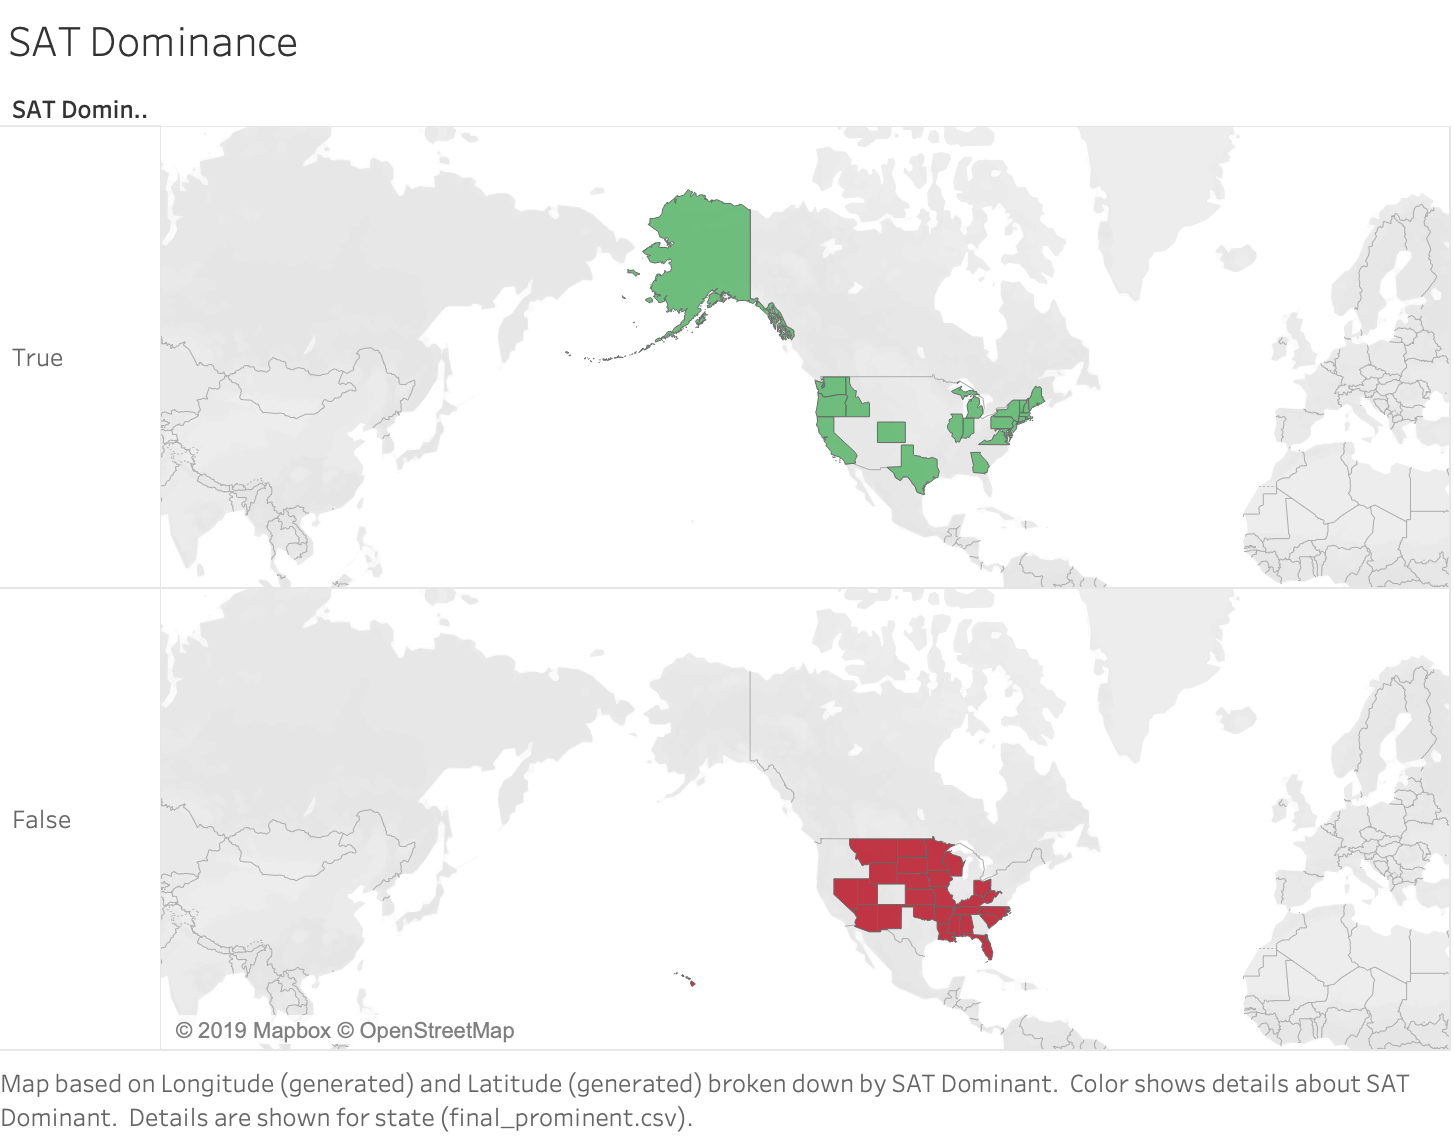 SAT Dominance
SAT Domin..
True
False
© 2019 Mapbox © OpenStreetMap
Map based on Longitude (generated) and Latitude (generated) broken down by SAT Dominant.  Color shows details about SAT
Dominant.  Details are shown for state (final_prominent.csv).